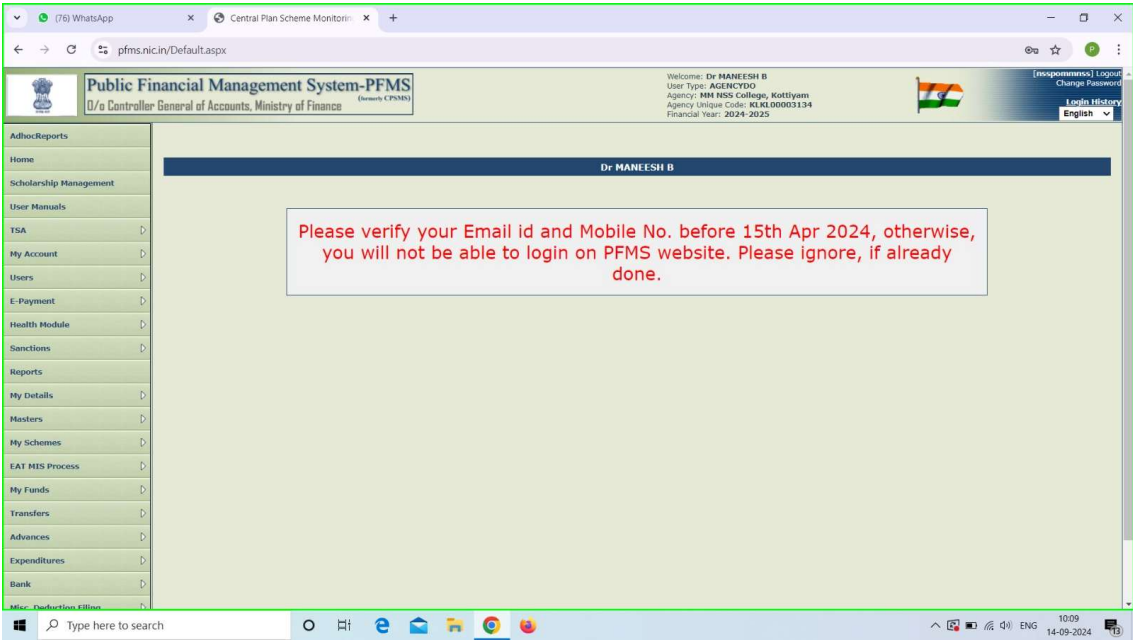 (76) WhatsApp
Central Plan Scheme Monitorin
pfms.nic.in/Default.aspx
P
Public Financial Management System-PFMS
(formerly CPSMS)
O/o Controller General of Accounts, Ministry of Finance
Welcome: Dr MANEESH B
User Type: AGENCYDO
Agency: MM NSS College, Kottiyam
Agency Unique Code: KLKL00003134
Financial Year: 2024-2025
[nsspommnss] Logout
Change Password
Login History
English
AdhocReports
Home
Scholarship Management
User Manuals
TSA
My Account
Users
E-Payment
Health Module
Sanctions
Reports
My Details
Masters
My Schemes
EAT MIS Process
My Funds
Transfers
Advances
Expenditures
Bank
Misc. Deduction Filing
Dr MANEESH B
Please verify your Email id and Mobile No. before 15th Apr 2024, otherwise,
you will not be able to login on PFMS website. Please ignore, if already
done.
Type here to search
ENG
10:09
14-09-2024
13